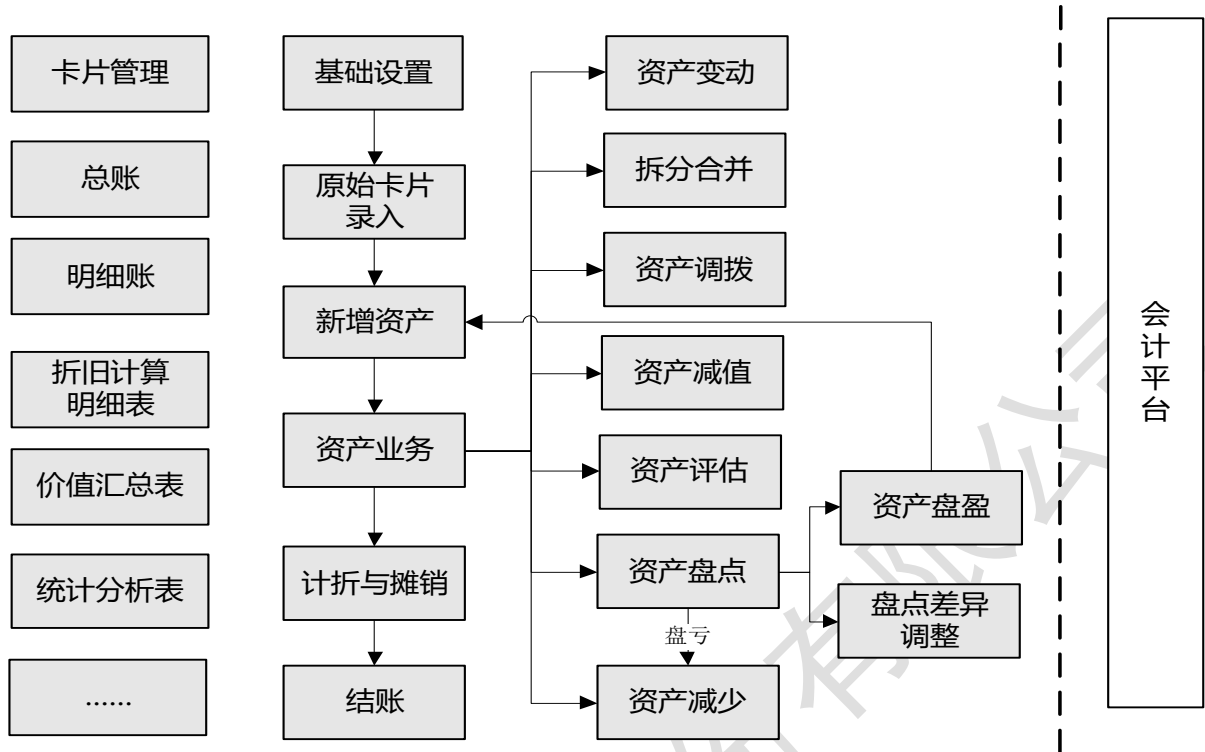 卡片管理
总账
明细账
折旧计算
明细表
价值汇总表
统计分析表
......
基础设置
原始卡片
录入
新增资产
资产业务
计折与摊销
结账
资产变动
拆分合并
资产调拨
资产减值
资产评估
资产盘点
盘亏
资产减少
资产盘盈
盘点差异
调整
会计平台
有限公司